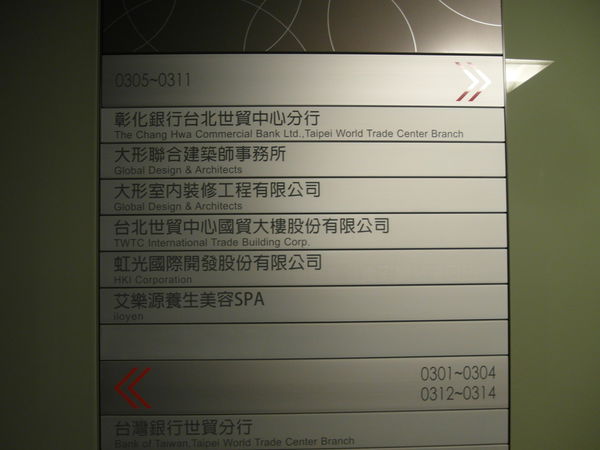 0305~0311
彰化銀行台北世貿中心分行
The Chang Hwa Commercial Bank Ltd.,Taipei World Trade Center Branch
大形聯合建築師事務所
Global Design & Architects
大形室內裝修工程有限公司
Global Design & Architects
台北世貿中心國貿大樓股份有限公司
TWTC International Trade Building Corp.
虹光國際開發股份有限公司
HKI Corporation
艾樂源養生美容SPA
iloyen
0301~0304
0312~0314
台灣銀行世貿分行
Bank of Taiwan,Taipei World Trade Center Branch